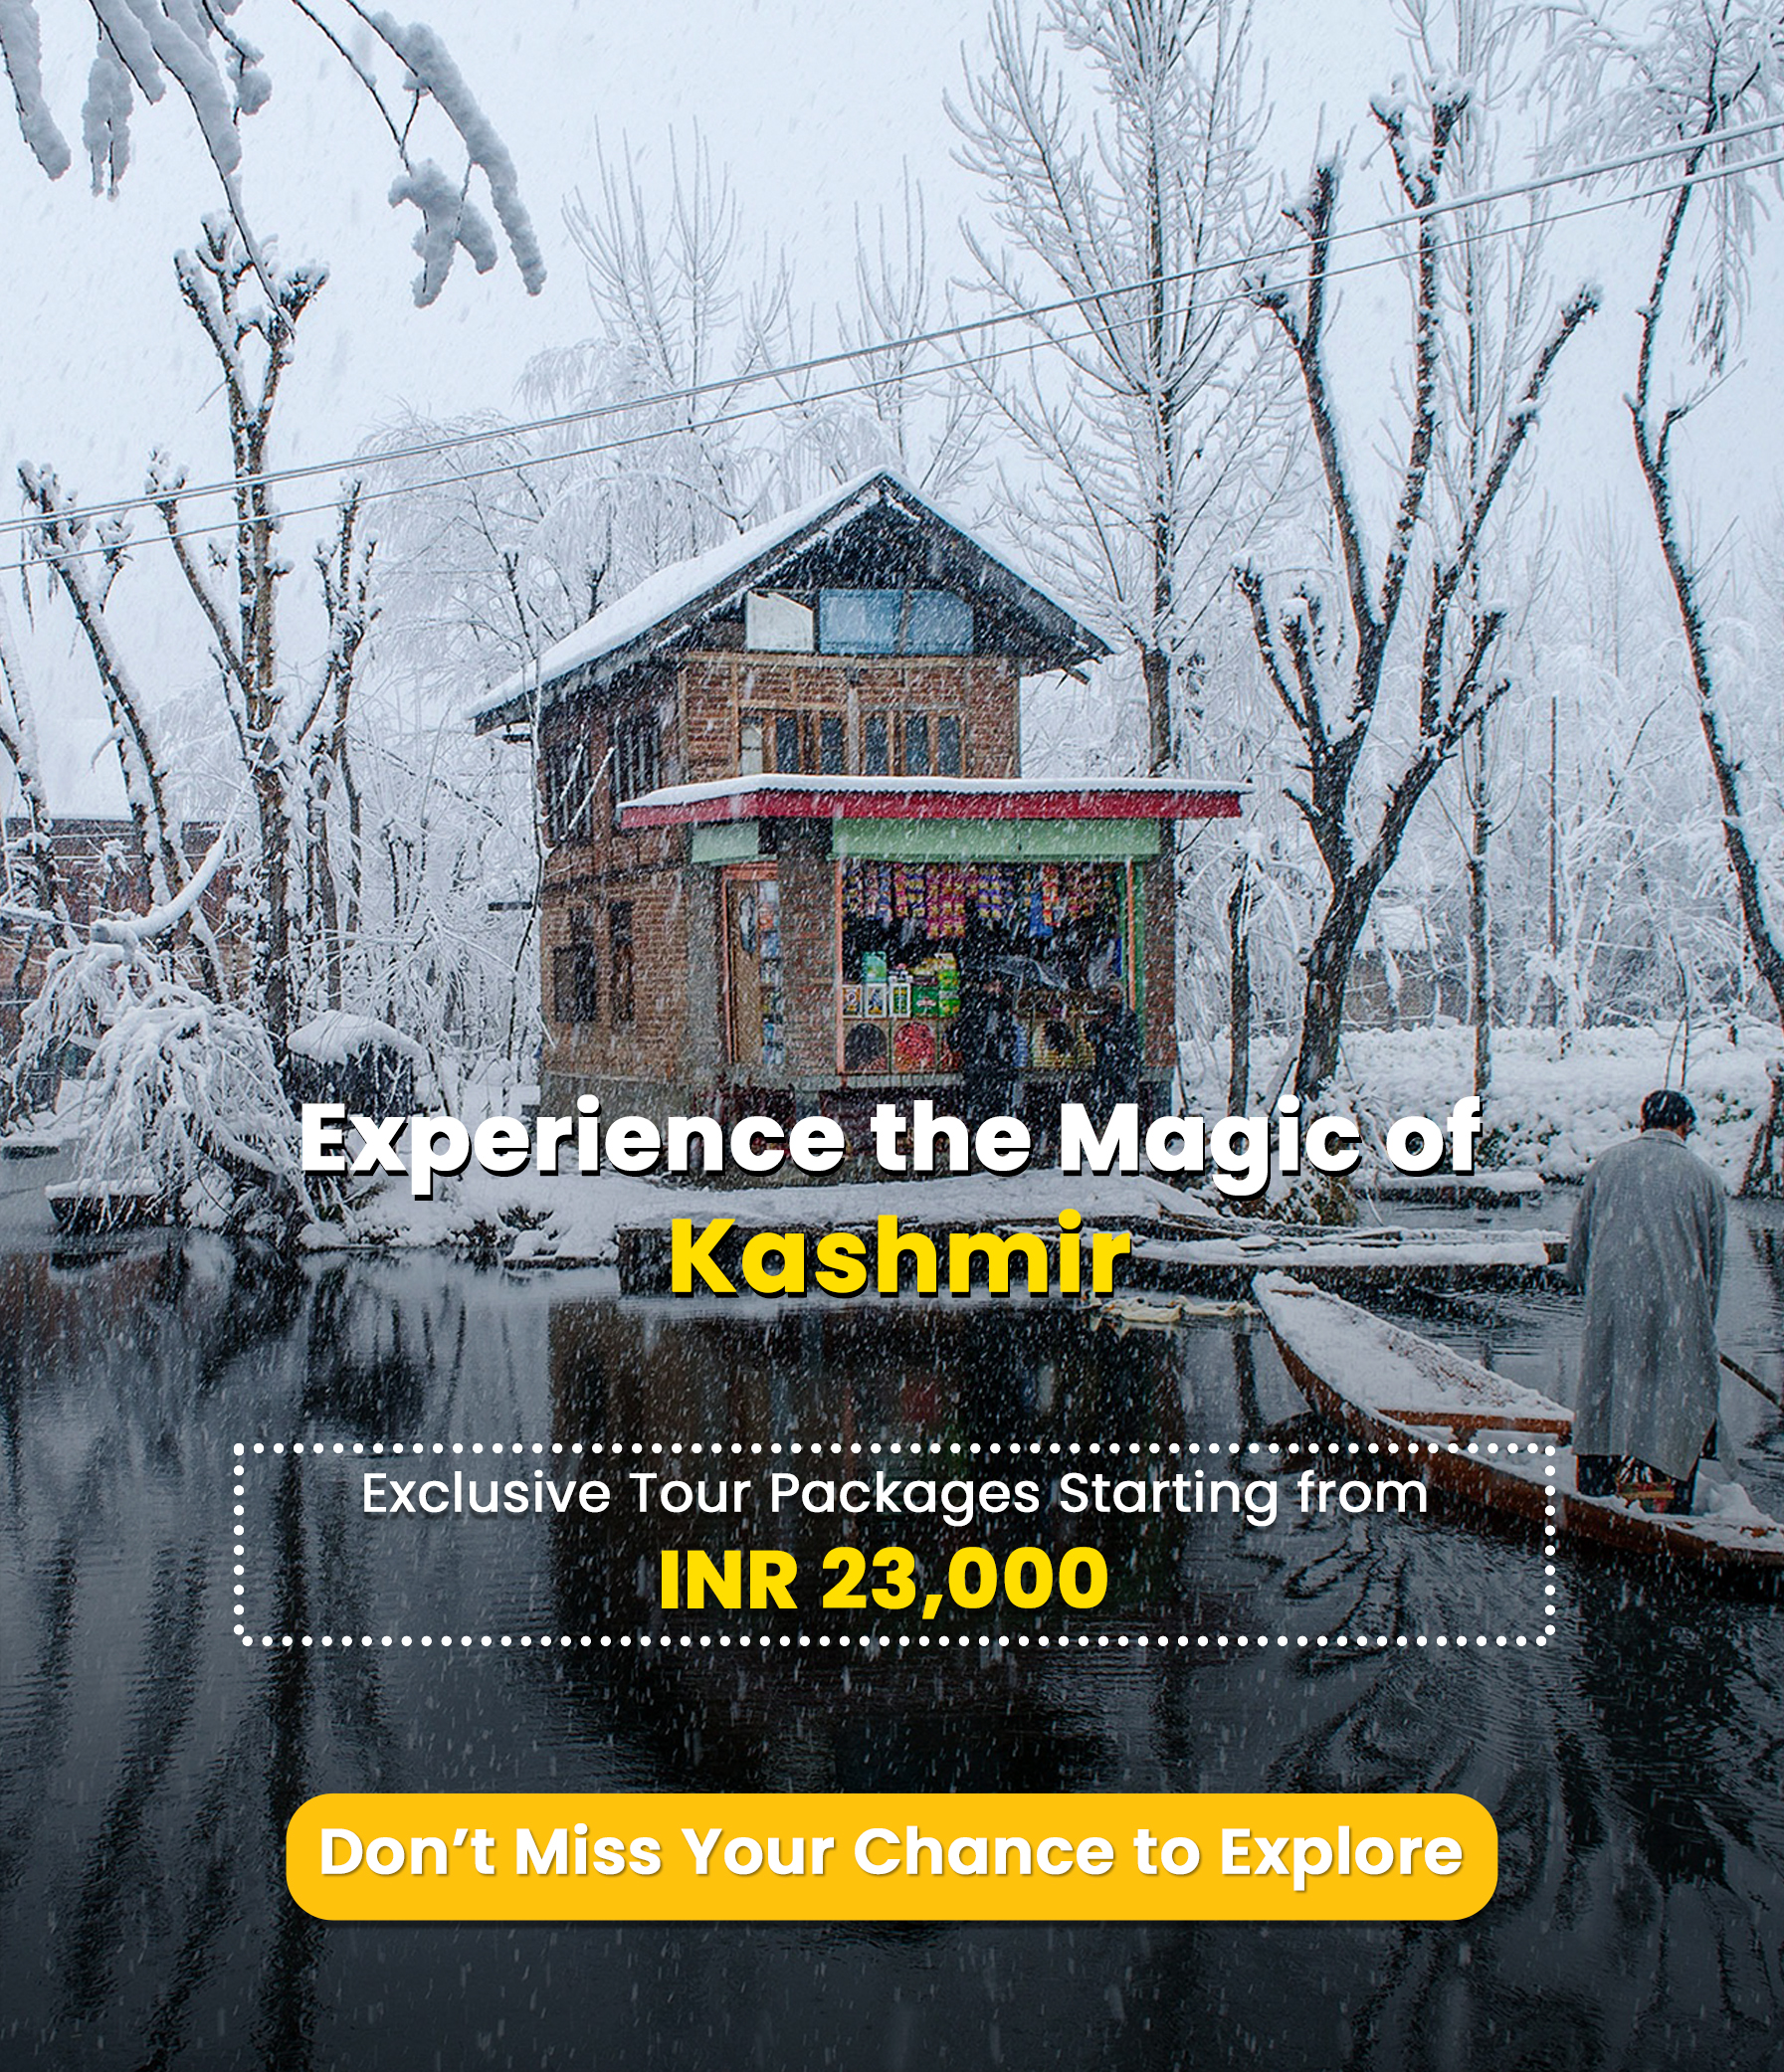 Experience the Magic of
Kashmir
Exclusive Tour Packages Starting from
INR 23,000
Don’t Miss Your Chance to Explore